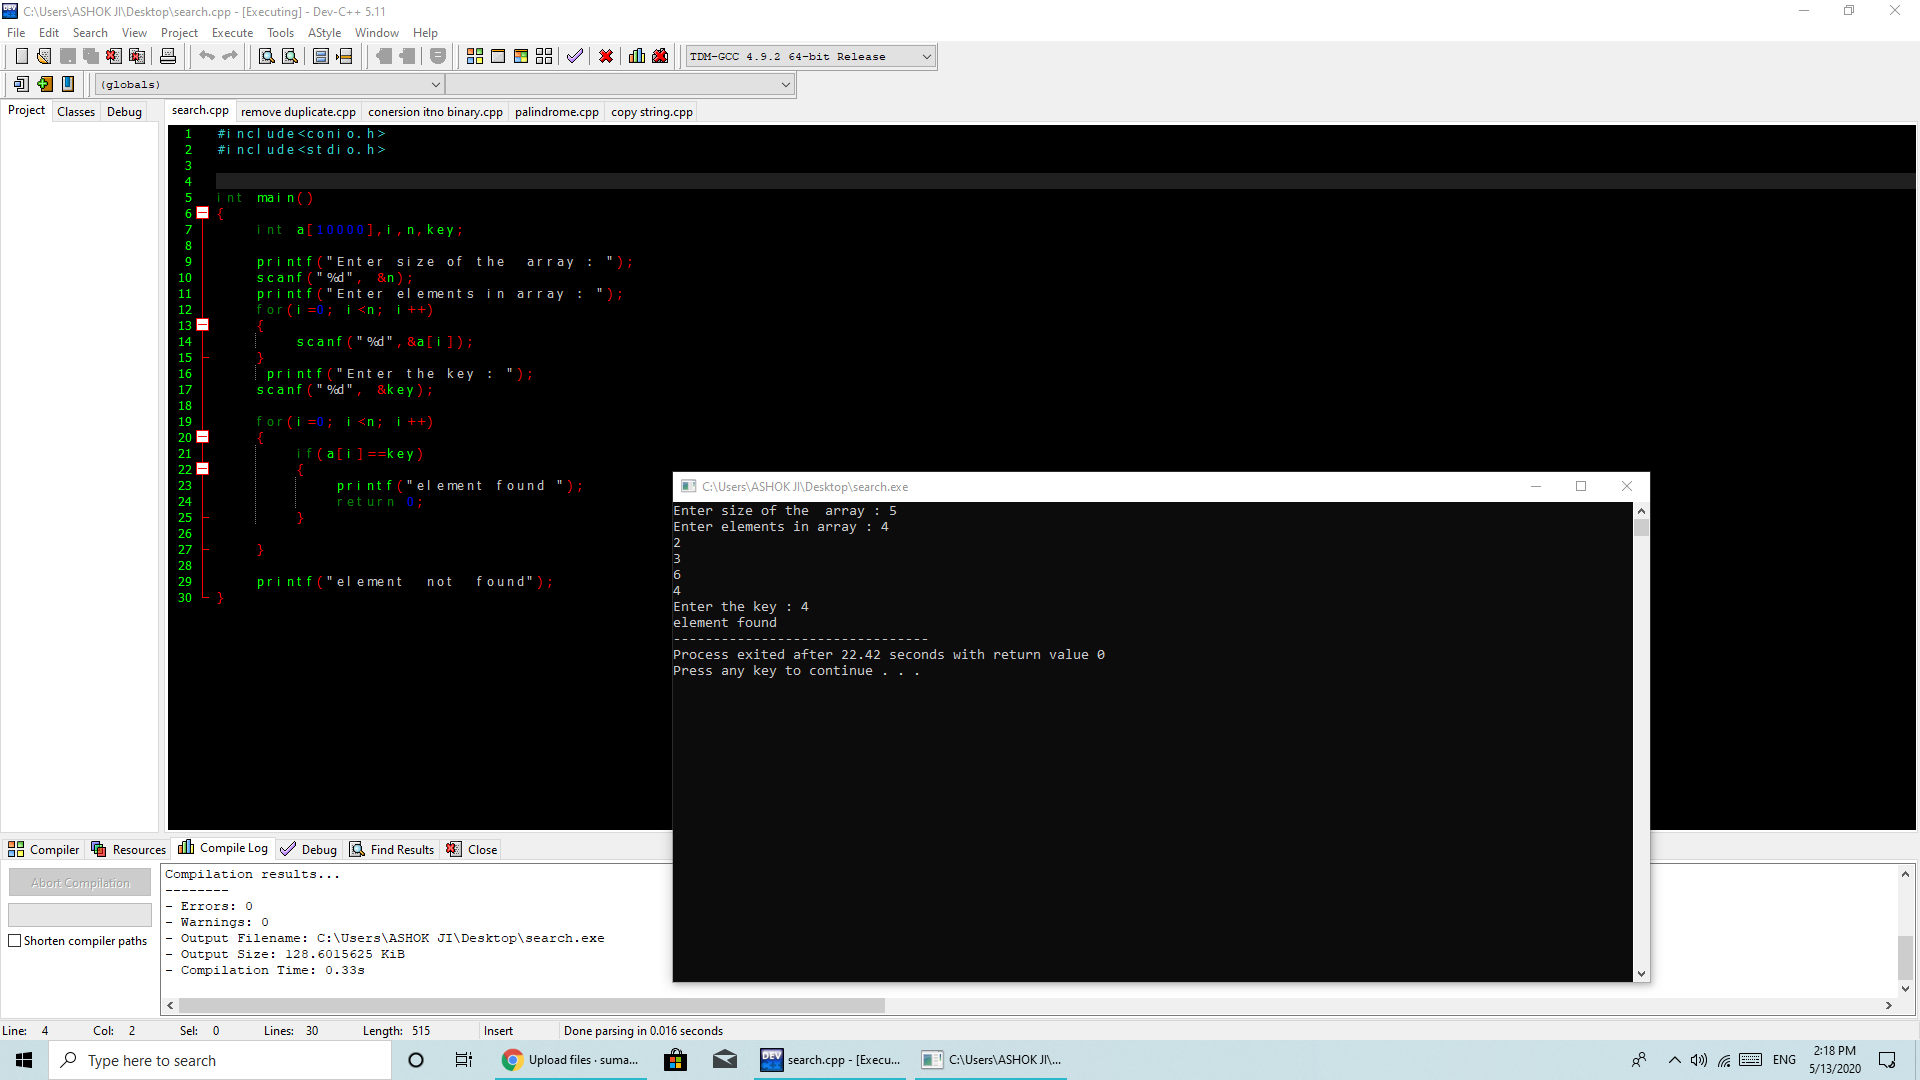 C:\Users\ASHOK JI\Desktop\search.cpp - [Executing] - Dev-C++ 5.11
File Edit Search View Project Execute Tools AStyle Window Help
TDM-GCC 4.9.2 64-bit Release
(globals)
Project Classes Debug
search.cpp remove duplicate.cpp conersion itno binary.cpp palindrome.cpp copy string.cpp
1 #include<conio.h>
2 #include<stdio.h>
3
4
5 int main()
6 {
7 int a[10000],i,n,key;
8
9 printf("Enter size of the  array : ");
10 scanf("%d", &n);
11 printf("Enter elements in array : ");
12 for(i=0; i<n; i++)
13 {
14 scanf("%d",&a[i]);
15 }
16 printf("Enter the key : ");
17 scanf("%d", &key);
18
19 for(i=0; i<n; i++)
20 {
21 if(a[i]==key)
22 {
23 printf("element found ");
24 return 0;
25 }
26
27 }
28
29 printf("element  not  found");
30 }
C:\Users\ASHOK JI\Desktop\search.exe
Enter size of the  array : 5
Enter elements in array : 4
2
3
6
4
Enter the key : 4
element found
--------------------------------
Process exited after 22.42 seconds with return value 0
Press any key to continue . . .
Compiler Resources Compile Log Debug Find Results Close
Abort Compilation
Shorten compiler paths
Compilation results...
--------
- Errors: 0
- Warnings: 0
- Output Filename: C:\Users\ASHOK JI\Desktop\search.exe
- Output Size: 128.6015625 KiB
- Compilation Time: 0.33s
Line: 4 Col: 2 Sel: 0 Lines: 30 Length: 515 Insert Done parsing in 0.016 seconds
Type here to search
Upload files · suma...
DEV search.cpp - [Execu...
C:\Users\ASHOK JI\...
ENG
2:18 PM
5/13/2020